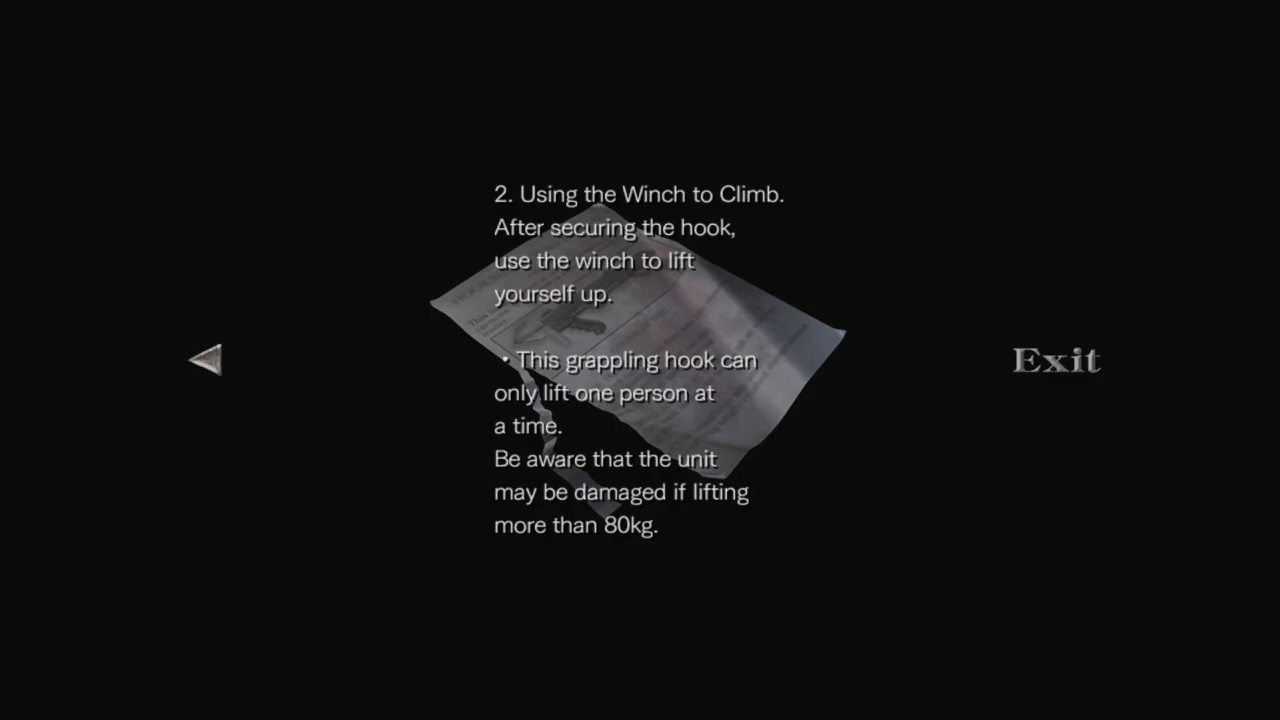 2. Using the Winch to Climb.
After securing the hook,
use the winch to lift
yourself up.
・This grappling hook can
only lift one person at
a time.
Be aware that the unit
may be damaged if lifting
more than 80kg.
Exit